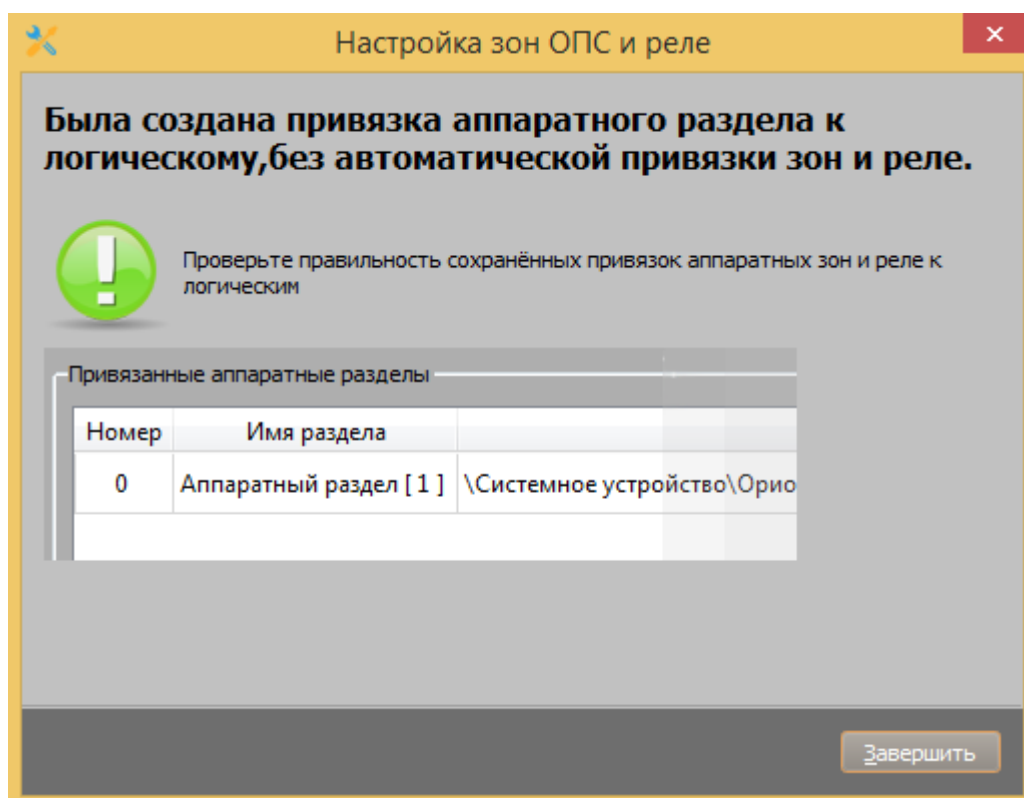 Настройка зон ОПС и реле
Была создана привязка аппаратного раздела к
логическому,без автоматической привязки зон и реле.
Проверьте правильность сохранённых привязок аппаратных зон и реле к
логическим
Привязанные аппаратные разделы
Номер Имя раздела
0 Аппаратный раздел [ 1 ] \Системное устройство\Орио
Завершить